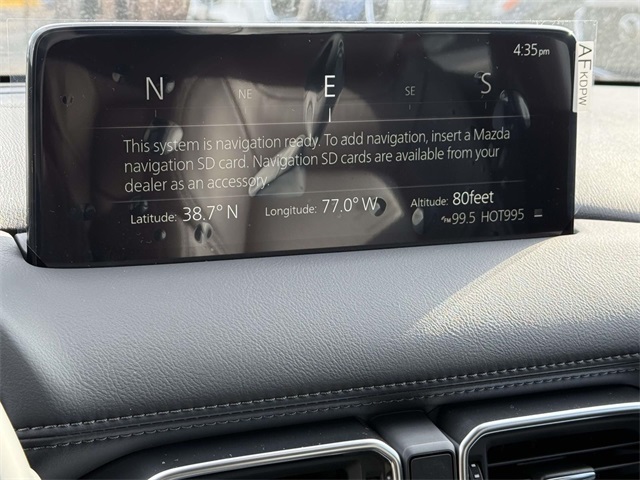 4:35pm
N NE E SE S
This system is navigation ready. To add navigation, insert a Mazda
navigation SD card. Navigation SD cards are available from your
dealer as an accessory.
Latitude: 38.7° N Longitude: 77.0° W Altitude: 80feet
99.5 HOT995
AFKDPW